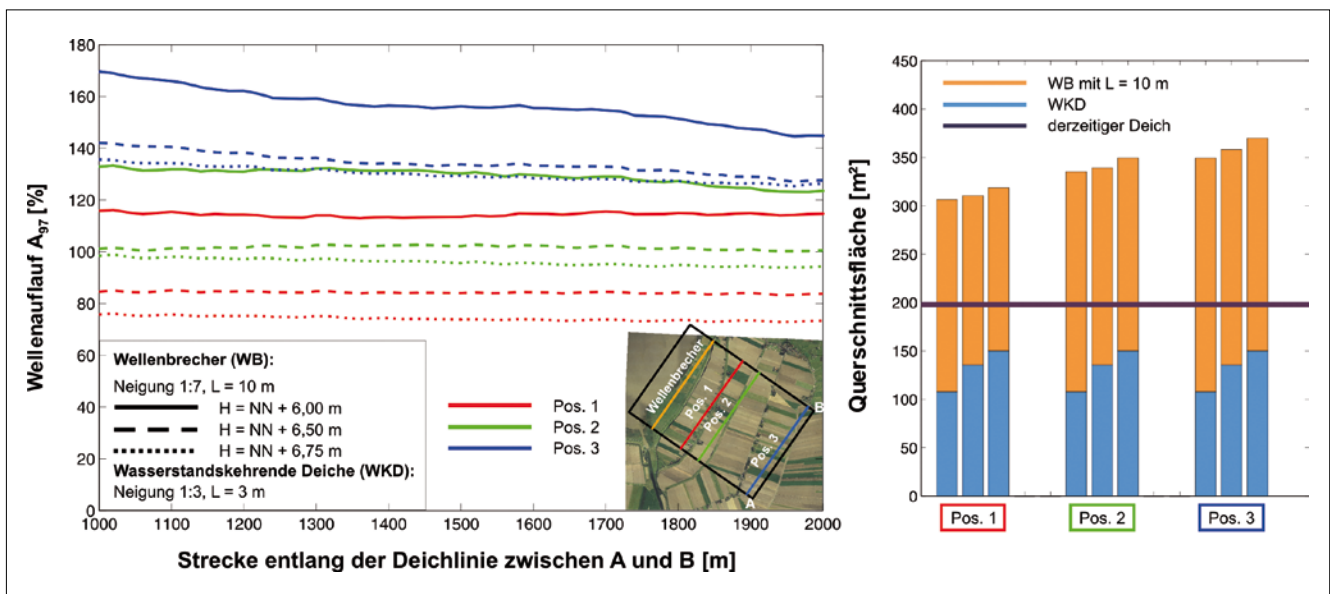 Wellenauflauf A97 [%]
180
160
140
120
100
80
60
40
20
0
1000
1100
1200
1300
1400
1500
1600
1700
1800
1900
2000
Strecke entlang der Deichlinie zwischen A und B [m]
Wellenbrecher (WB):
Neigung 1:7, L = 10 m
H = NN + 6,00 m
H = NN + 6,50 m
H = NN + 6,75 m
Wasserstandskehrende Deiche (WKD):
Neigung 1:3, L = 3 m
Pos. 1
Pos. 2
Pos. 3
Wellenbrecher
Pos. 1
Pos. 2
Pos. 3
A
B
Querschnittsfläche [m²]
450
400
350
300
250
200
150
100
50
0
WB mit L = 10 m
WKD
derzeitiger Deich
Pos. 1
Pos. 2
Pos. 3